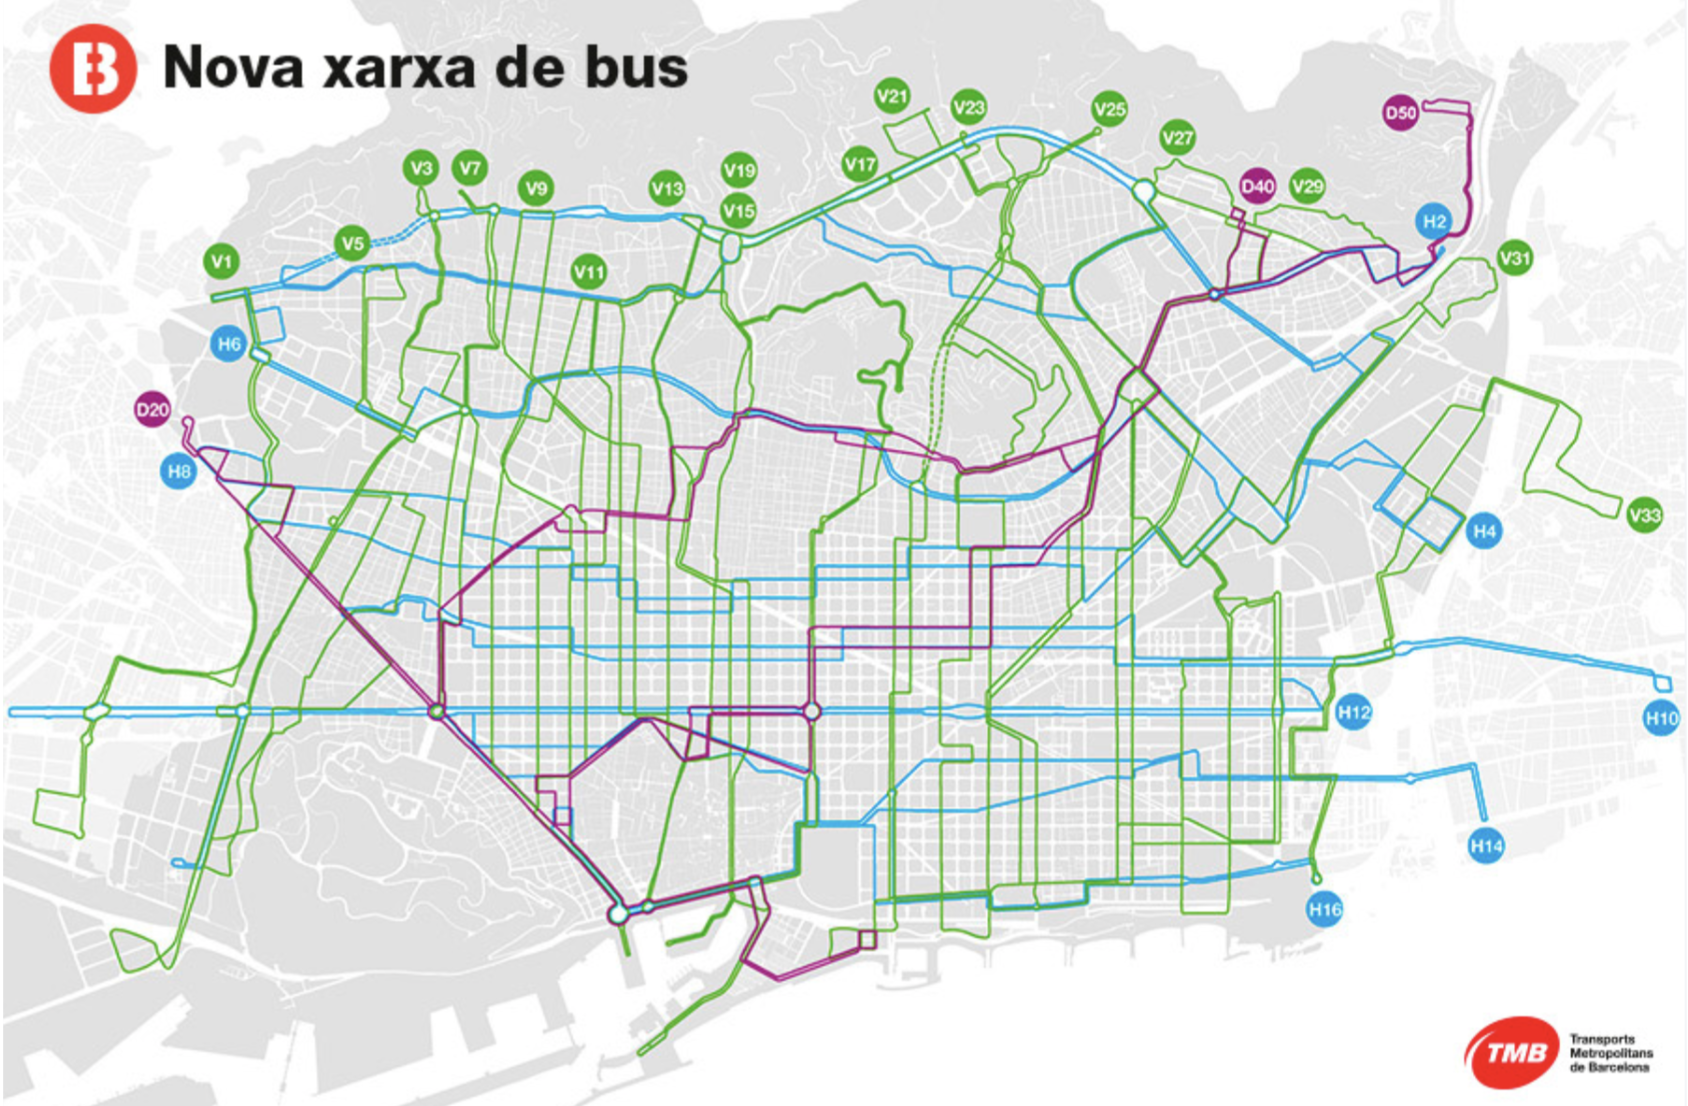 B Nova xarxa de bus
V21
V23
V25
D50
V27
V17
V3
V7
V9
V13
V19
V15
D40
V29
H2
V5
V1
V11
V31
H6
D20
H8
V33
H4
H12
H10
H14
H16
TMB
Transports
Metropolitans
de Barcelona